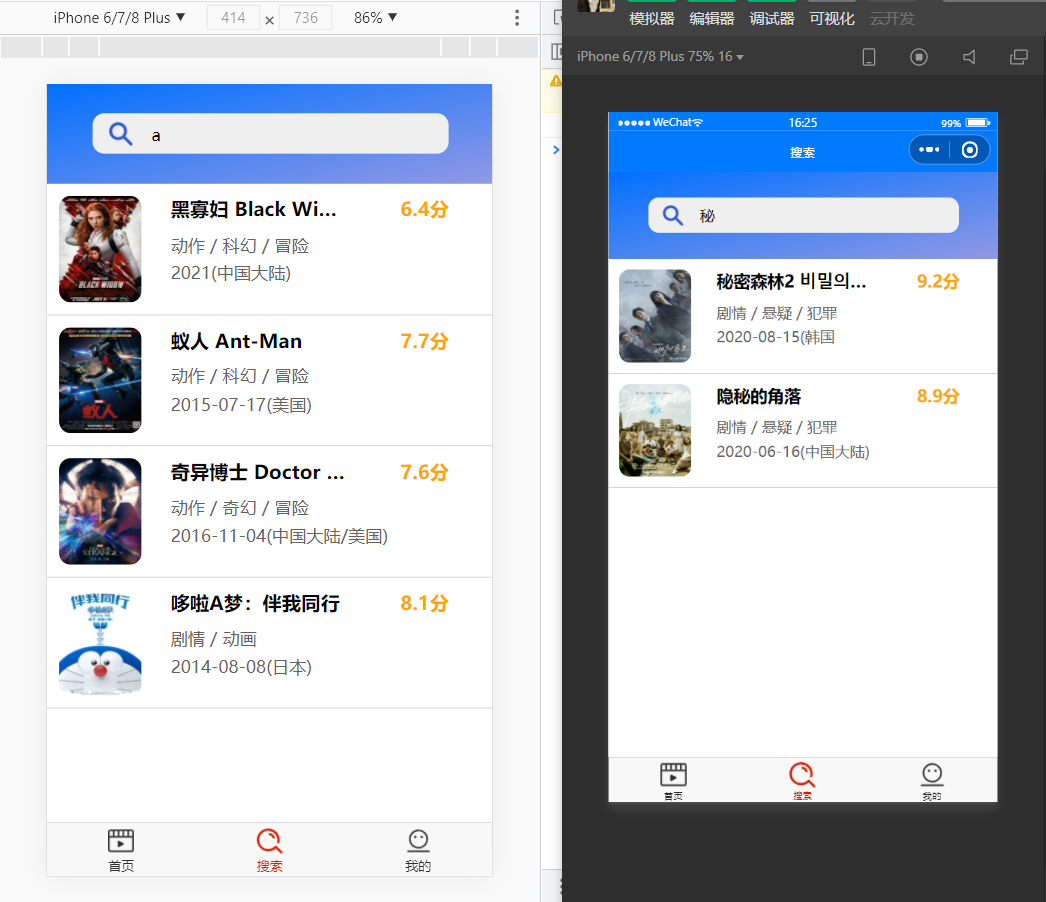 iPhone 6/7/8 Plus ▼ 414 × 736 86% ▼
a
黑寡妇 Black Wi...
6.4分
动作 / 科幻 / 冒险
2021(中国大陆)
BLACK WIDOW
蚁人 Ant-Man
7.7分
动作 / 科幻 / 冒险
2015-07-17(美国)
蚁人
奇异博士 Doctor ...
7.6分
动作 / 奇幻 / 冒险
2016-11-04(中国大陆/美国)
STRANGE
伴我同行
哆啦A梦：伴我同行
8.1分
剧情 / 动画
2014-08-08(日本)
首页
搜索
我的
模拟器 编辑器 调试器 可视化 云开发
iPhone 6/7/8 Plus 75% 16
WeChat 16:25 99%
搜索
秘
秘密森林2 비밀의...
9.2分
剧情 / 悬疑 / 犯罪
2020-08-15(韩国
隐秘的角落
8.9分
剧情 / 悬疑 / 犯罪
2020-06-16(中国大陆)
首页
搜索
我的